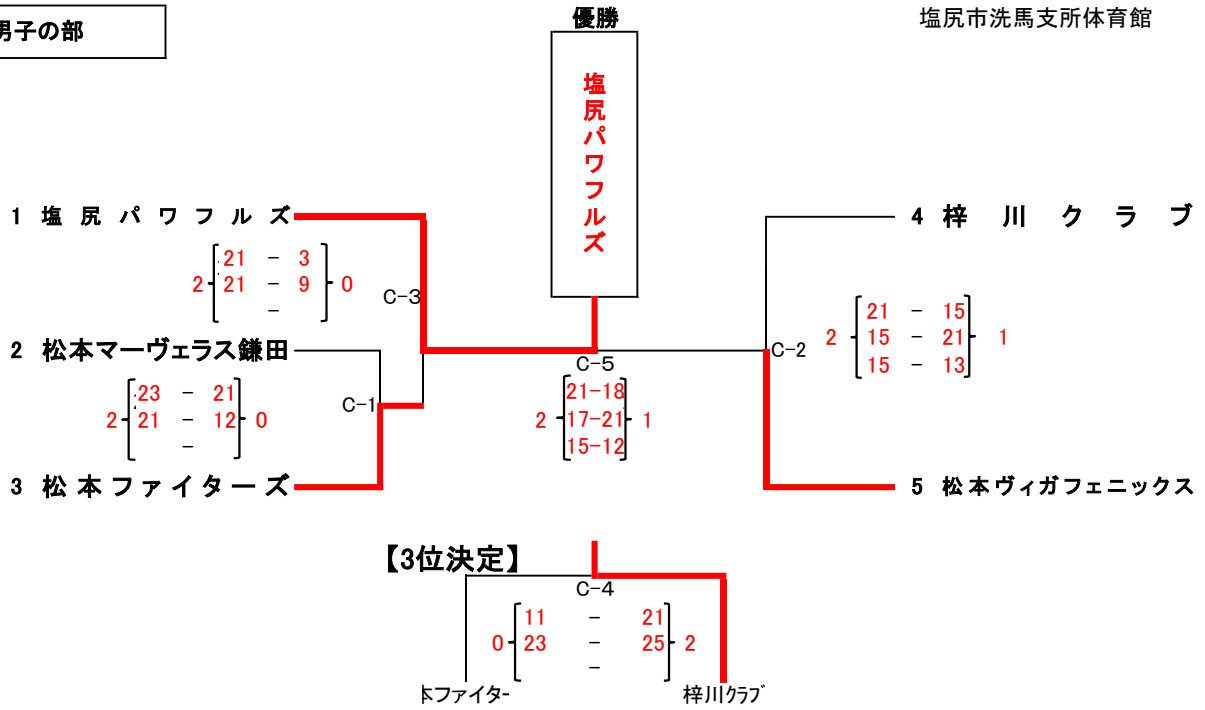 男子の部
優勝
塩尻市洗馬支所体育館
塩尻パワフルズ
1 塩尻パワフルズ
4 梓川クラブ
21 - 3
2 21 - 9 0
-
C-3
21 - 15
2 15 - 21 1
15 - 13
2 松本マーヴェラス鎌田
C-2
23 - 21
2 21 - 12 0
-
C-1
C-5
21-18
2 17-21 1
15-12
3 松本ファイターズ
5 松本ヴィガフェニックス
【3位決定】
C-4
11 - 21
0 23 - 25 2
-
本ファイター
梓川クラブ